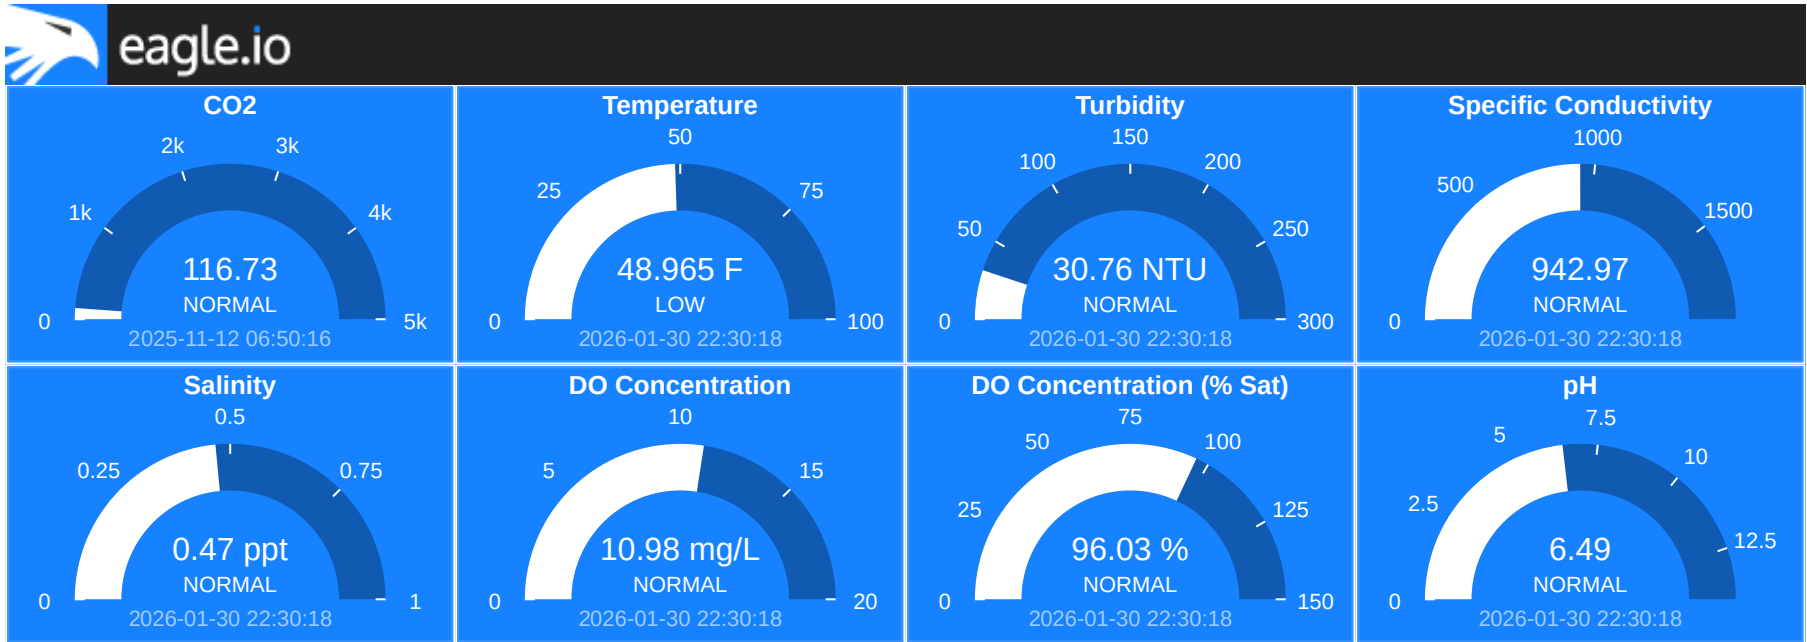 eagle.io
CO2
0
1k
2k
3k
4k
5k
116.73
NORMAL
2025-11-12 06:50:16
Temperature
0
25
50
75
100
48.965 F
LOW
2026-01-30 22:30:18
Turbidity
0
50
100
150
200
250
300
30.76 NTU
NORMAL
2026-01-30 22:30:18
Specific Conductivity
0
500
1000
1500
942.97
NORMAL
2026-01-30 22:30:18
Salinity
0
0.25
0.5
0.75
1
0.47 ppt
NORMAL
2026-01-30 22:30:18
DO Concentration
0
5
10
15
20
10.98 mg/L
NORMAL
2026-01-30 22:30:18
DO Concentration (% Sat)
0
25
50
75
100
125
150
96.03 %
NORMAL
2026-01-30 22:30:18
pH
0
2.5
5
7.5
10
12.5
6.49
NORMAL
2026-01-30 22:30:18